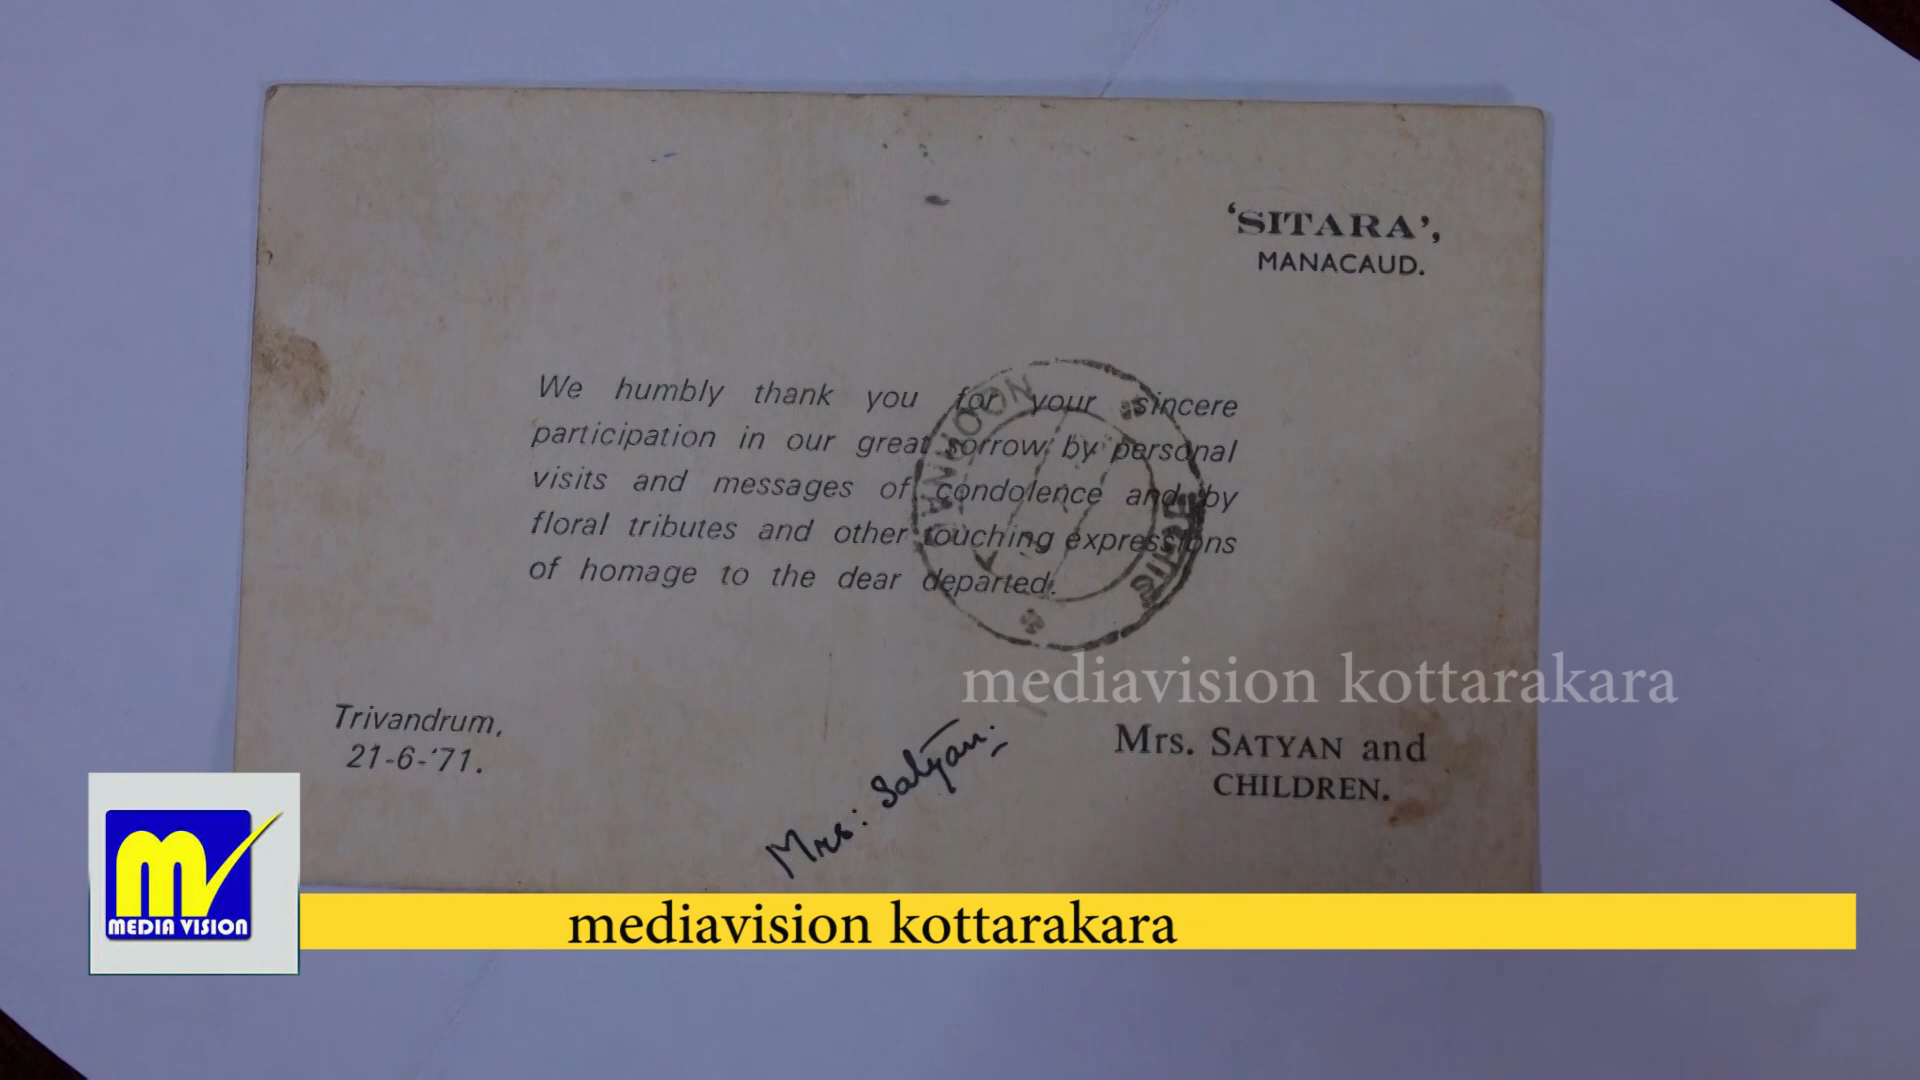 ‘SITARA’,
MANACAUD.
We humbly thank you for your sincere
participation in our great sorrow by personal
visits and messages of condolence and by
floral tributes and other touching expressions
of homage to the dear departed.
mediavision kottarakara
Trivandrum,
21-6-’71.
Mrs. SATYAN and
CHILDREN.
Mrs: Satyan.
MEDIA VISION
mediavision kottarakara